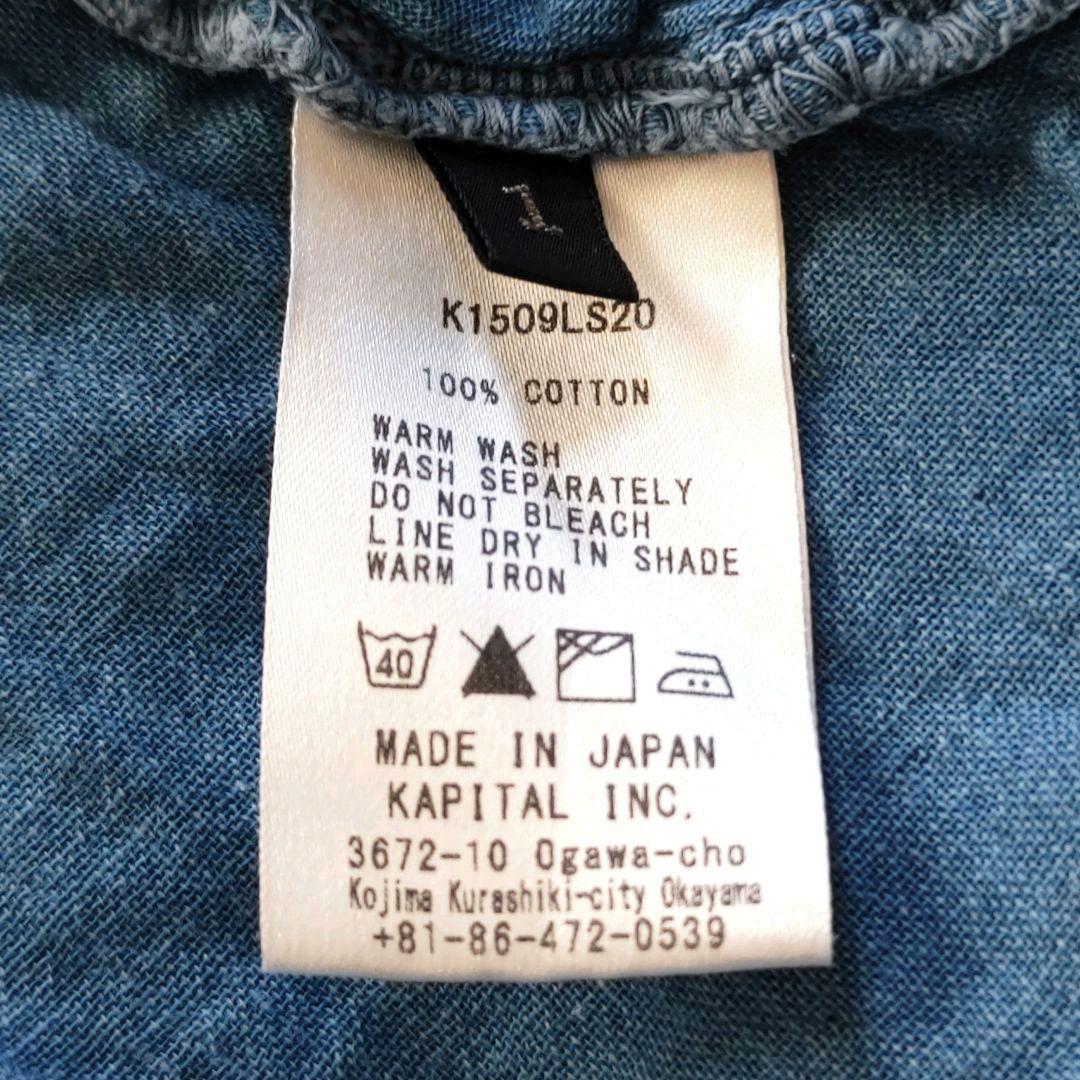 1
K1509LS20
100% COTTON
WARM WASH
WASH SEPARATELY
DO NOT BLEACH
LINE DRY IN SHADE
WARM IRON
40
MADE IN JAPAN
KAPITAL INC.
3672-10 Ogawa-cho
Kojima Kurashiki-city Okayama
+81-86-472-0539